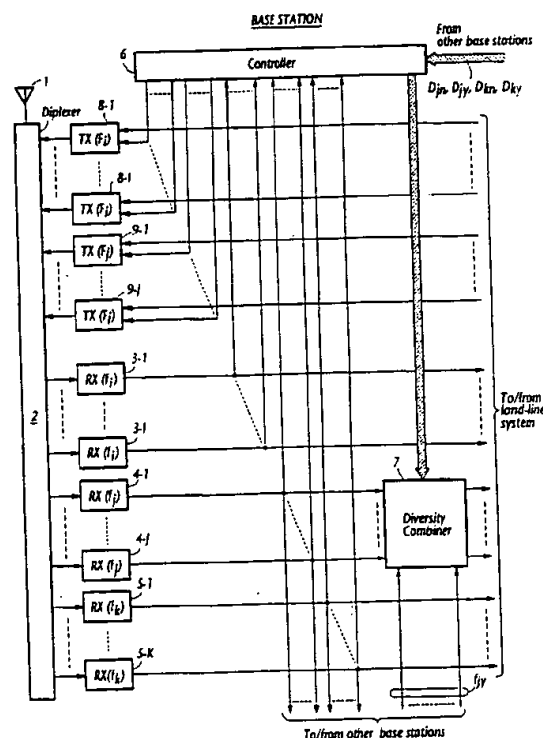 BASE STATION
From
other base stations
6
Controller
Djn, Djy, Dkn, Dky
1
Diplexer
8-1
TX (Fi)
8-1
TX (Fi)
9-1
TX (Fj)
9-j
TX (Fj)
3-1
RX (fi)
3-1
RX (fi)
To/from
land-line
system
2
4-1
RX (fj)
7
Diversity
Combiner
4-j
RX (fj)
5-1
RX (fk)
5-K
RX(fk)
fjy
To/from other base stations